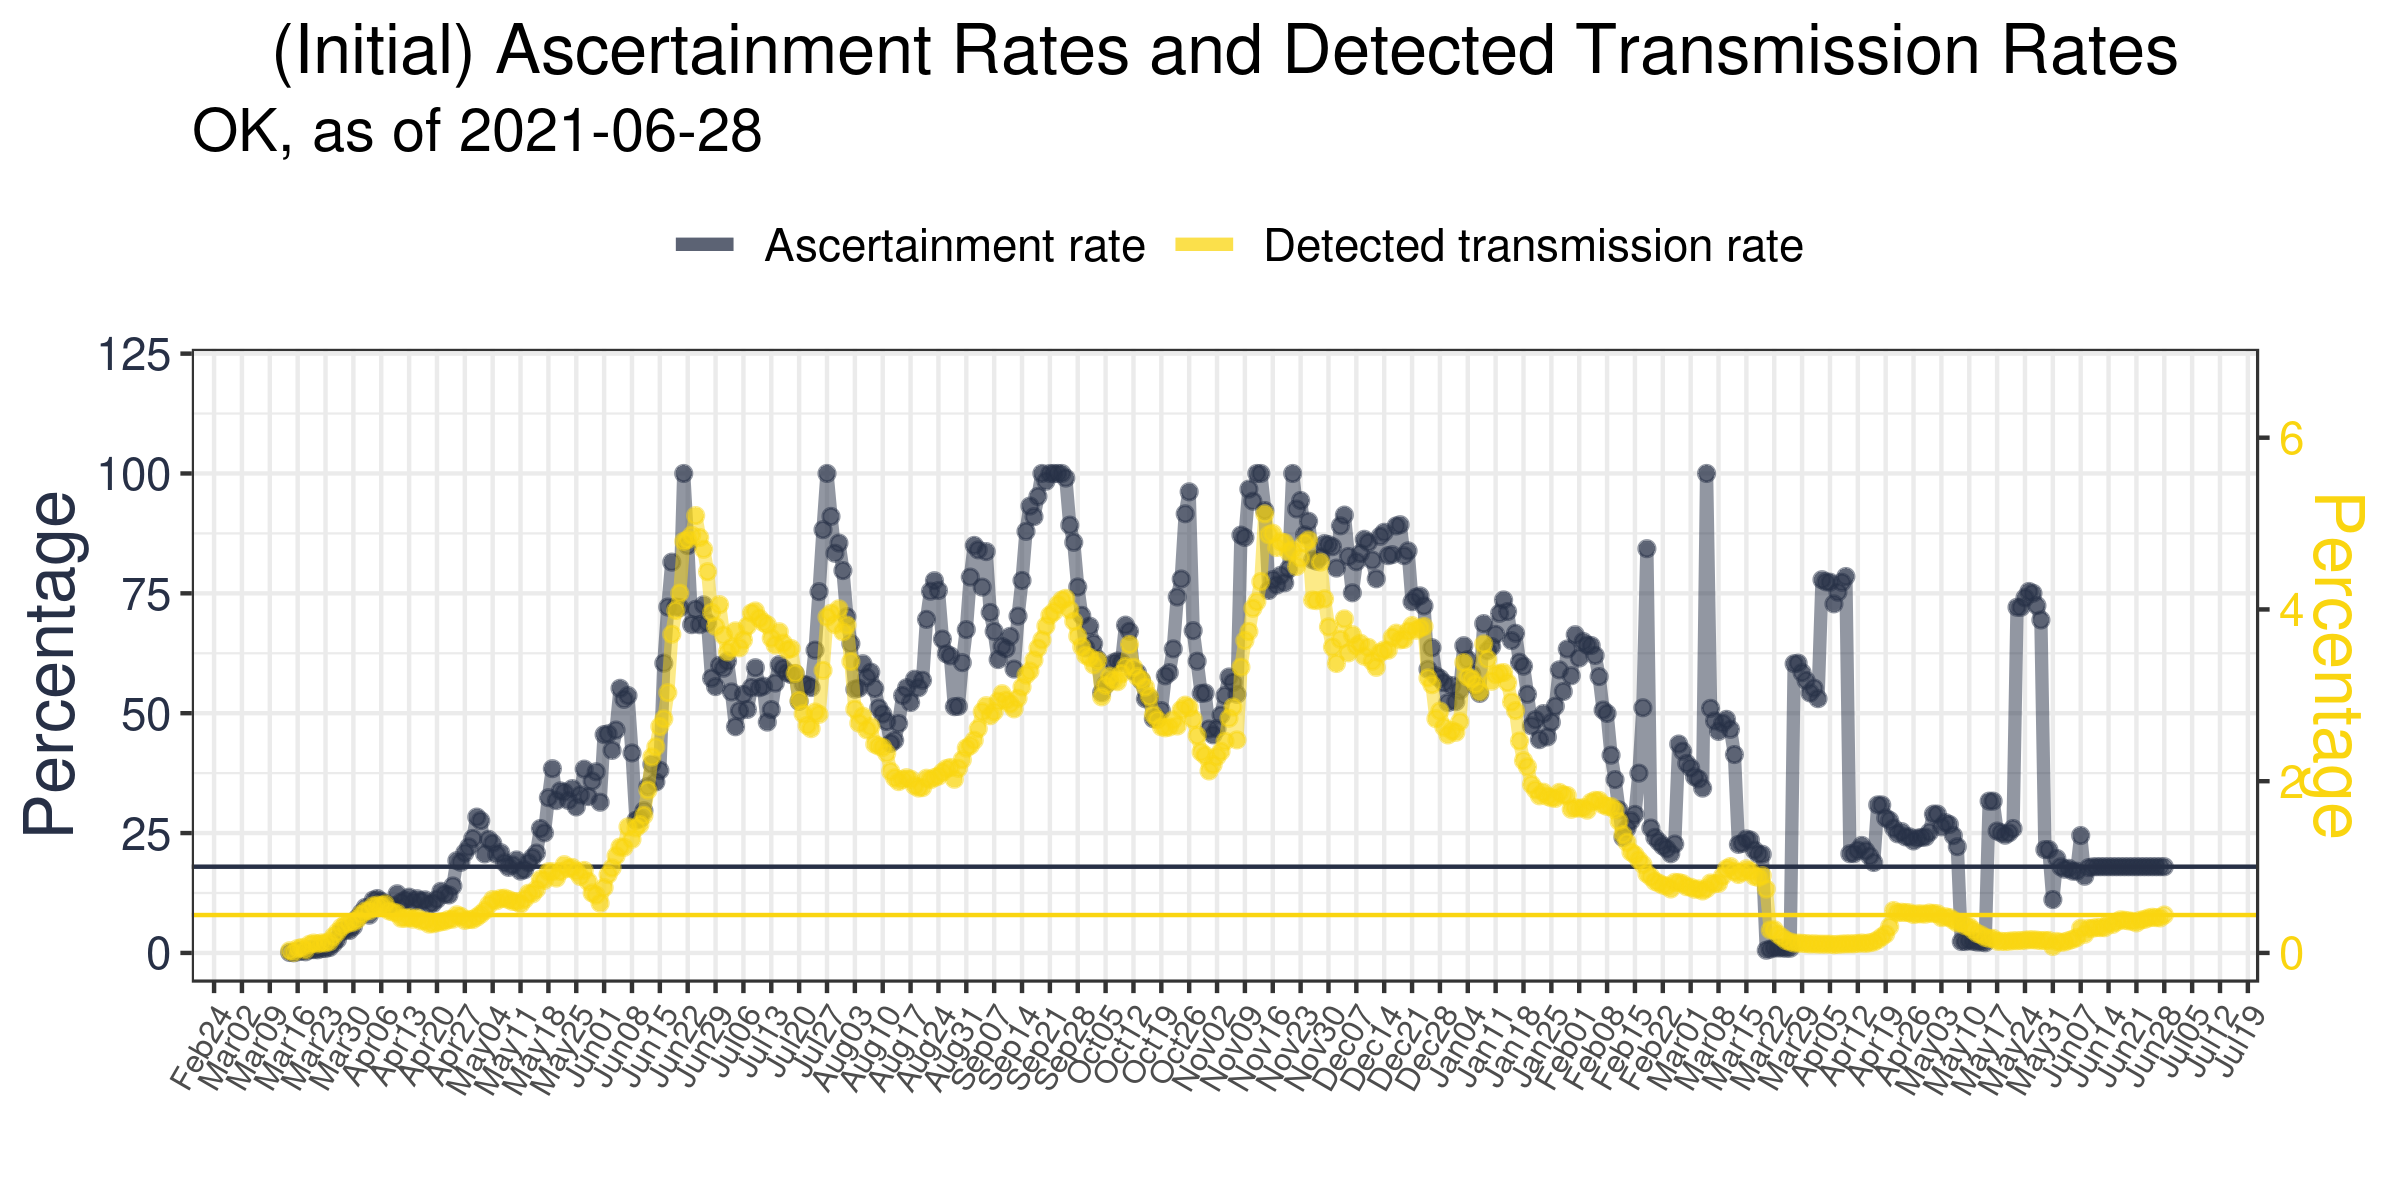 (Initial) Ascertainment Rates and Detected Transmission Rates
OK, as of 2021-06-28
Ascertainment rate
Detected transmission rate
Percentage
125
100
75
50
25
0
6
4
2
0
Percentage
Feb24
Mar02
Mar09
Mar16
Mar23
Mar30
Apr06
Apr13
Apr20
Apr27
May04
May11
May18
May25
Jun01
Jun08
Jun15
Jun22
Jun29
Jul06
Jul13
Jul20
Jul27
Aug03
Aug10
Aug17
Aug24
Aug31
Sep07
Sep14
Sep21
Sep28
Oct05
Oct12
Oct19
Oct26
Nov02
Nov09
Nov16
Nov23
Nov30
Dec07
Dec14
Dec21
Dec28
Jan04
Jan11
Jan18
Jan25
Feb01
Feb08
Feb15
Feb22
Mar01
Mar08
Mar15
Mar22
Mar29
Apr05
Apr12
Apr19
Apr26
May03
May10
May17
May24
May31
Jun07
Jun14
Jun21
Jun28
Jul05
Jul12
Jul19